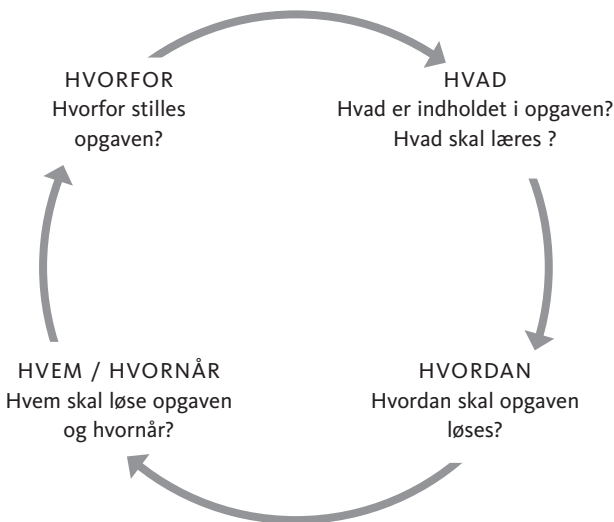 HVORFOR
Hvorfor stilles
opgaven?
HVAD
Hvad er indholdet i opgaven?
Hvad skal læres ?
HVORDAN
Hvordan skal opgaven
løses?
HVEM / HVORNÅR
Hvem skal løse opgaven
og hvornår?